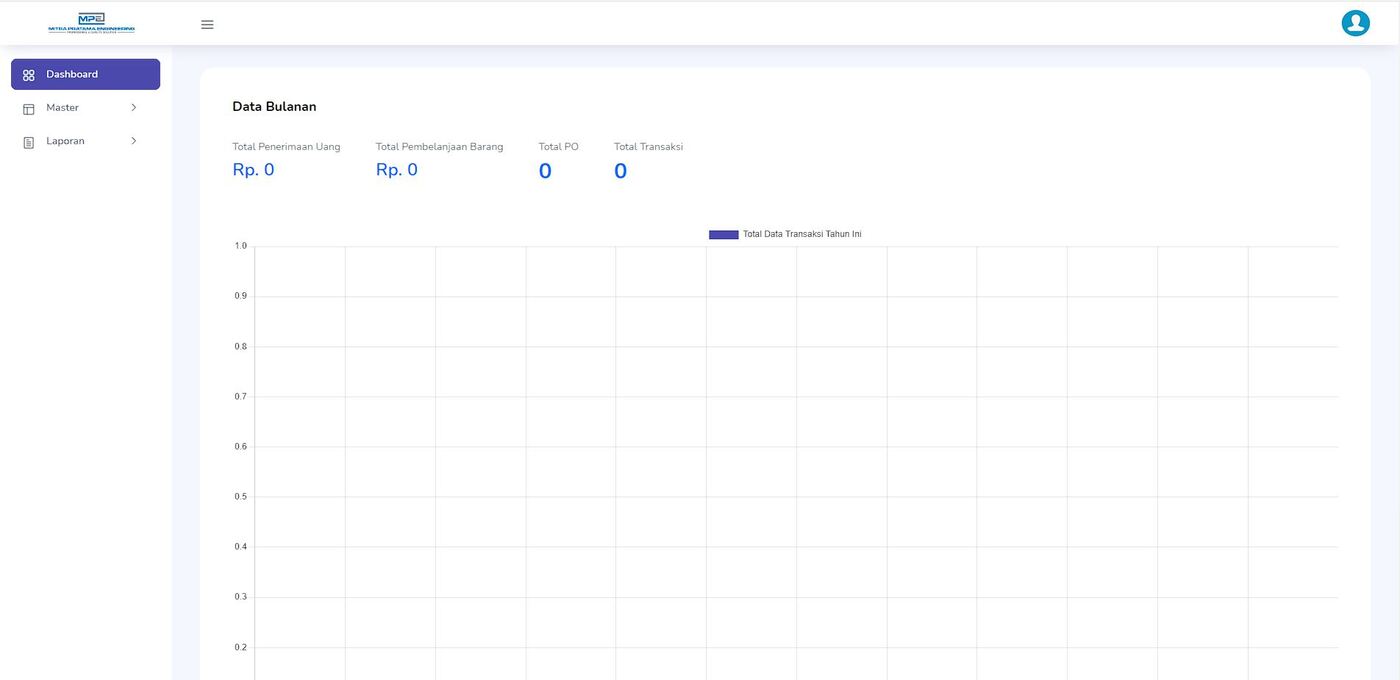 MPE
MITRA PRATAMA ENGINEERING
Dashboard
Master
Laporan
Data Bulanan
Total Penerimaan Uang
Rp. 0
Total Pembelanjaan Barang
Rp. 0
Total PO
0
Total Transaksi
0
Total Data Transaksi Tahun Ini
1.0
0.9
0.8
0.7
0.6
0.5
0.4
0.3
0.2